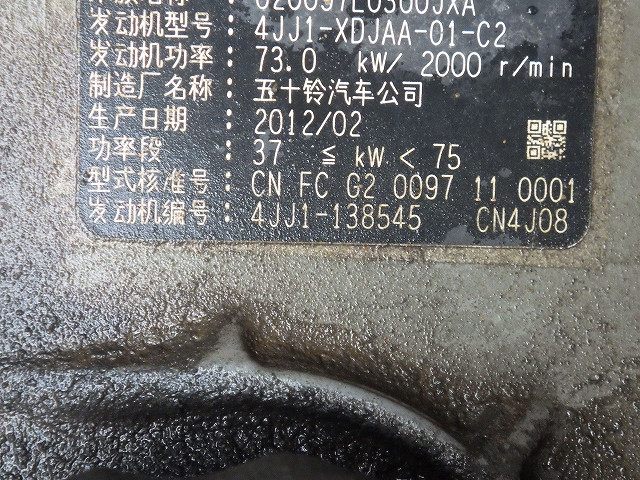 发动机型号：4JJ1-XDJAA-01-C2
发动机功率：73.0 kW/ 2000 r/min
制造厂名称：五十铃汽车公司
生产日期：2012/02
功率段：37 ≦ kW < 75
型式核准号：CN FC G2 0097 11 0001
发动机编号：4JJ1-138545 CN4J08